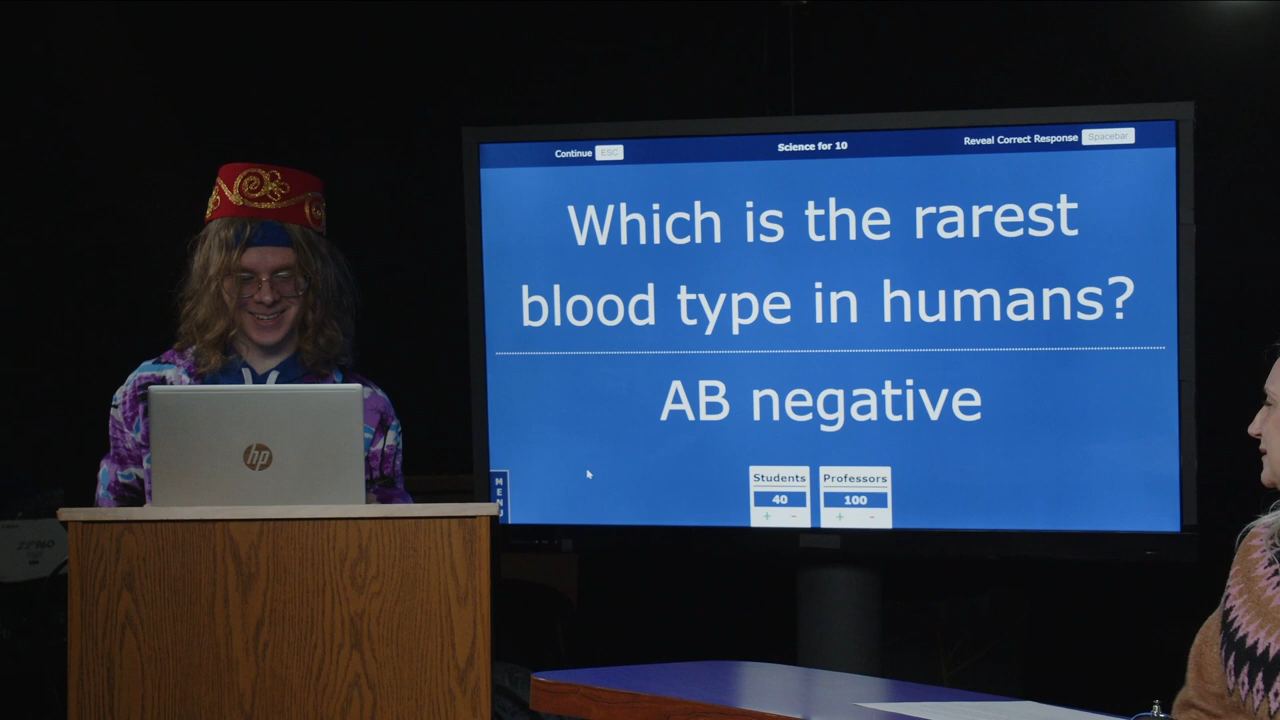 Continue ESC
Science for 10
Reveal Correct Response Spacebar
Which is the rarest
blood type in humans?
AB negative
MENU
Students
40
+ -
Professors
100
+ -
hp